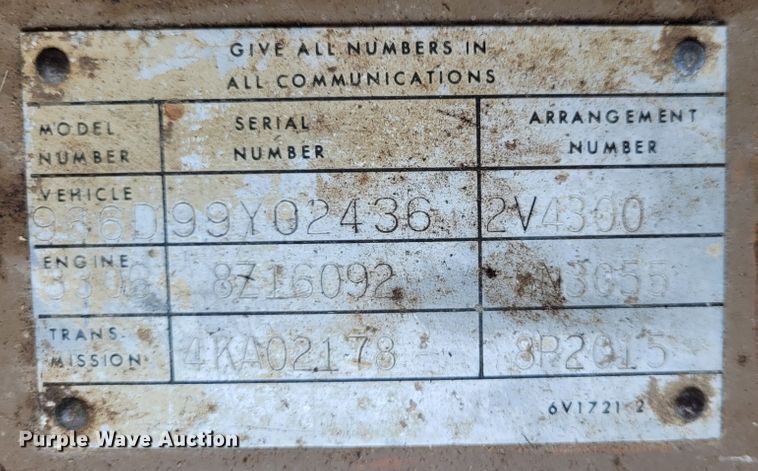 GIVE ALL NUMBERS IN
ALL COMMUNICATIONS
MODEL NUMBER SERIAL NUMBER ARRANGEMENT NUMBER
VEHICLE
936D 99Y02436 2V4300
ENGINE
8Z16092
TRANS-
MISSION 4KA02178 8P2015
6V1721 2
Purple Wave Auction